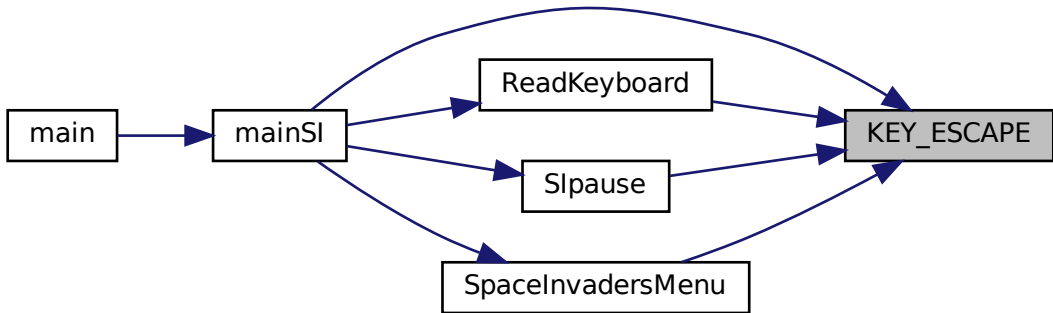 main
mainSI
ReadKeyboard
SIpause
SpaceInvadersMenu
KEY_ESCAPE